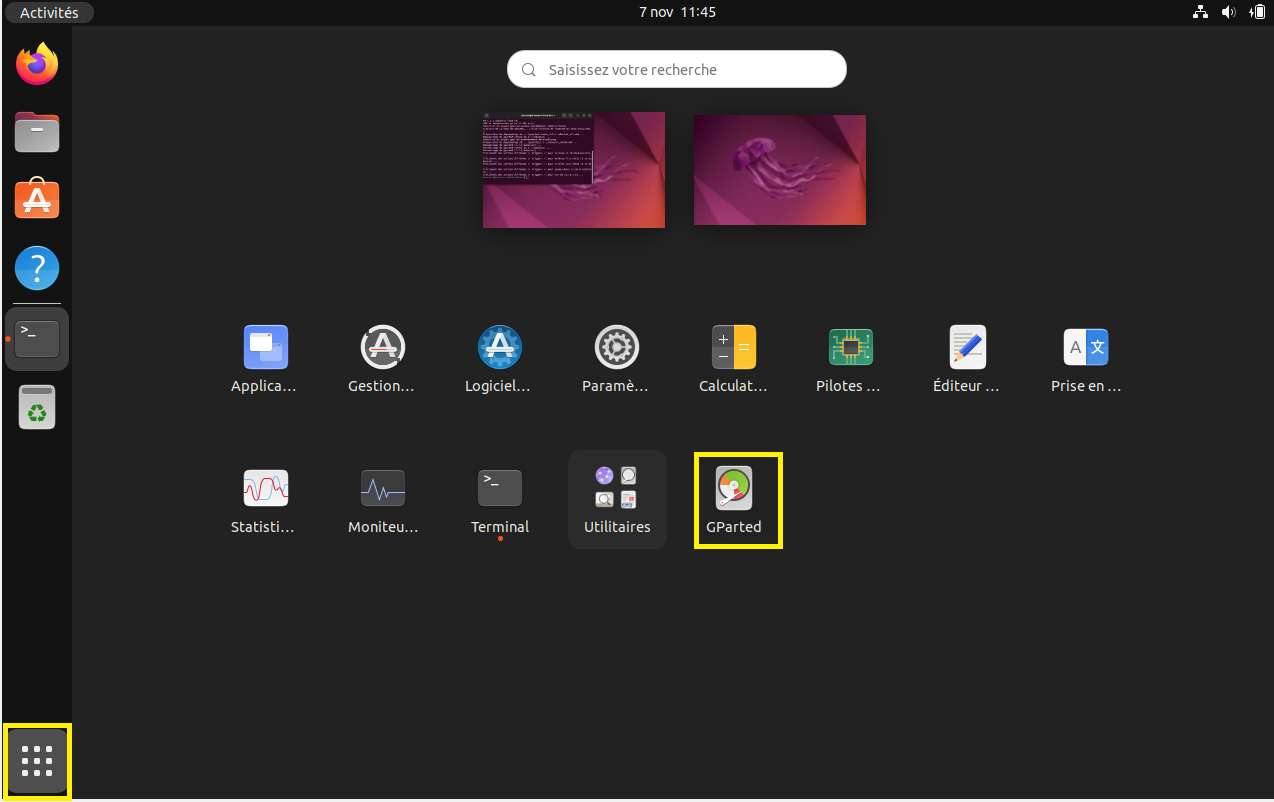 Activités
7 nov 11:45
Saisissez votre recherche
Applica...
Gestion...
Logiciel...
Paramè...
Calculat...
Pilotes ...
Éditeur ...
Prise en ...
Statisti...
Moniteu...
Terminal
Utilitaires
GParted